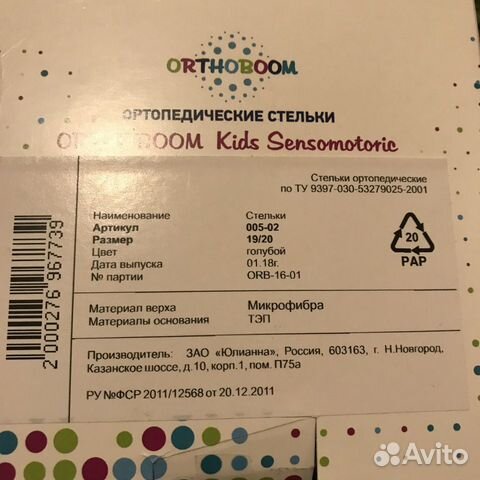 ORTHOBOOM
ОРТОПЕДИЧЕСКИЕ СТЕЛЬКИ
BOOM Kids Sensomotoric
Стельки ортопедические
по ТУ 9397-030-53279025-2001
Наименование Стельки
Артикул 005-02
Размер 19/20
Цвет голубой
Дата выпуска 01.18г.
№ партии ORB-16-01
20
PAP
Материал верха Микрофибра
Материалы основания ТЭП
Производитель: ЗАО «Юлианна», Россия, 603163, г. Н.Новгород,
Казанское шоссе, д.10, корп.1, пом. П75а
РУ №ФСР 2011/12568 от 20.12.2011
2 000276 967739
Avito